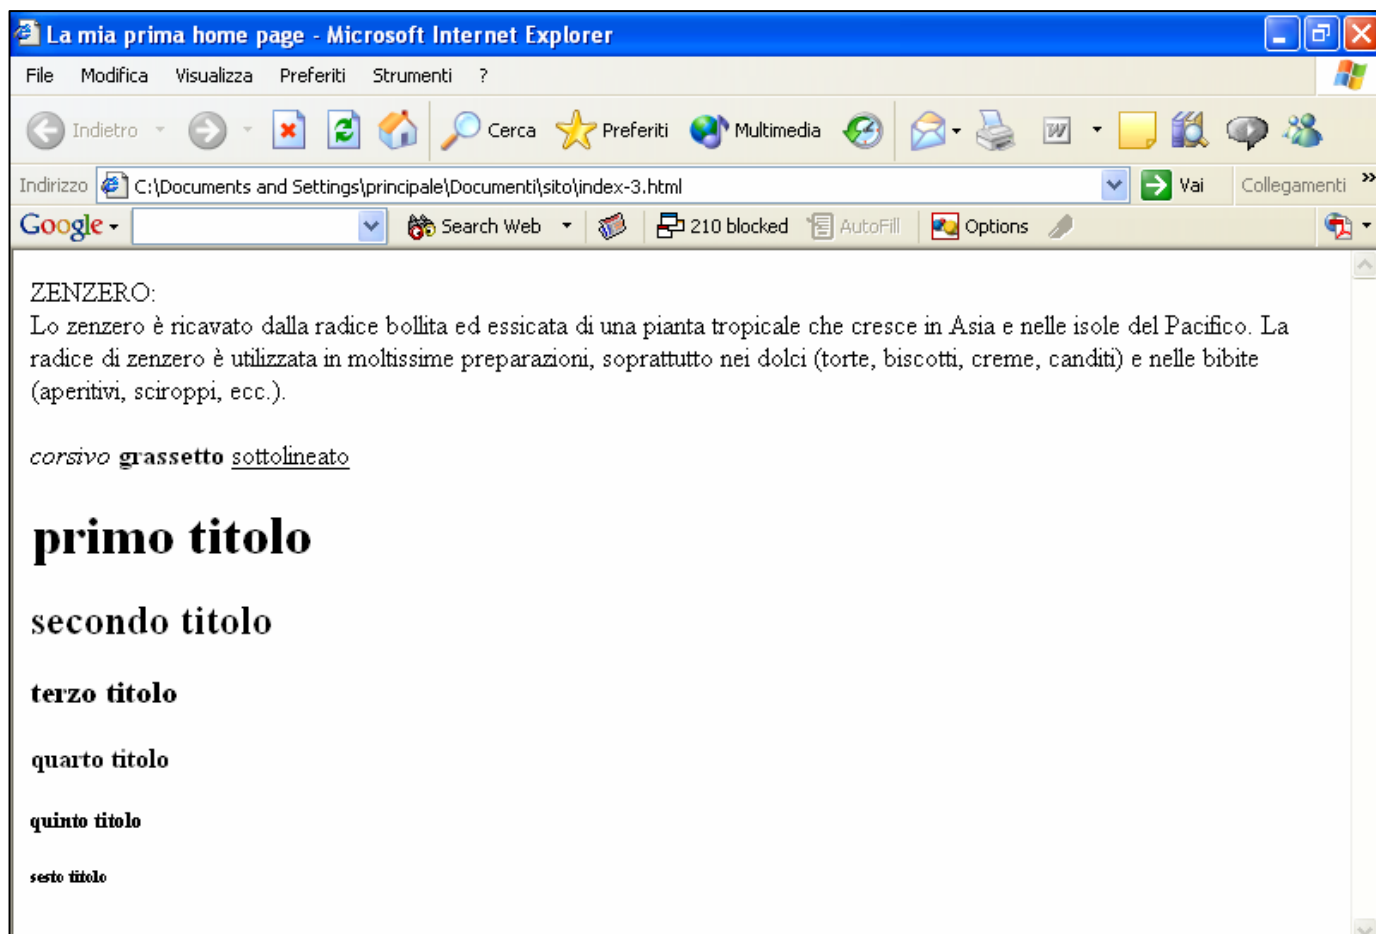 La mia prima home page - Microsoft Internet Explorer
File Modifica Visualizza Preferiti Strumenti ?
Indietro Cerca Preferiti Multimedia W
Indirizzo C:\Documents and Settings\principale\Documenti\sito\index-3.html Vai Collegamenti »
Google Search Web 210 blocked AutoFill Options
ZENZERO:
Lo zenzero è ricavato dalla radice bollita ed essicata di una pianta tropicale che cresce in Asia e nelle isole del Pacifico. La
radice di zenzero è utilizzata in moltissime preparazioni, soprattutto nei dolci (torte, biscotti, creme, canditi) e nelle bibite
(aperitivi, sciroppi, ecc.).
corsivo grassetto sottolineato
primo titolo
secondo titolo
terzo titolo
quarto titolo
quinto titolo
sesto titolo